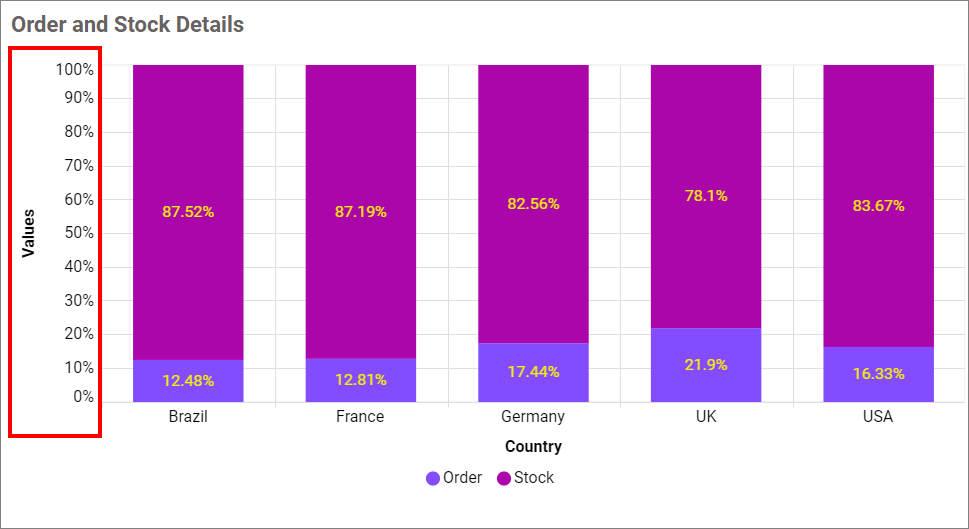 Order and Stock Details
Values
100%
90%
80%
70%
60%
50%
40%
30%
20%
10%
0%
87.52% 87.19% 82.56% 78.1% 83.67%
12.48% 12.81% 17.44% 21.9% 16.33%
Brazil France Germany UK USA
Country
Order Stock